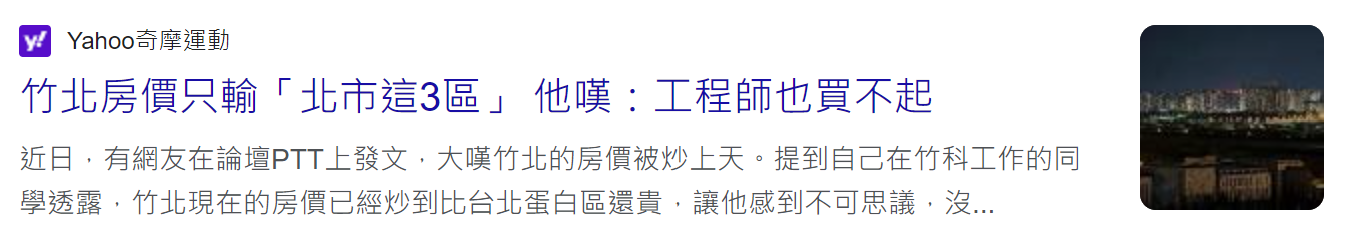 y!
Yahoo奇摩運動
竹北房價只輸「北市這3區」 他嘆：工程師也買不起
近日，有網友在論壇PTT上發文，大嘆竹北的房價被炒上天。提到自己在竹科工作的同
學透露，竹北現在的房價已經炒到比台北蛋白區還貴，讓他感到不可思議，沒...